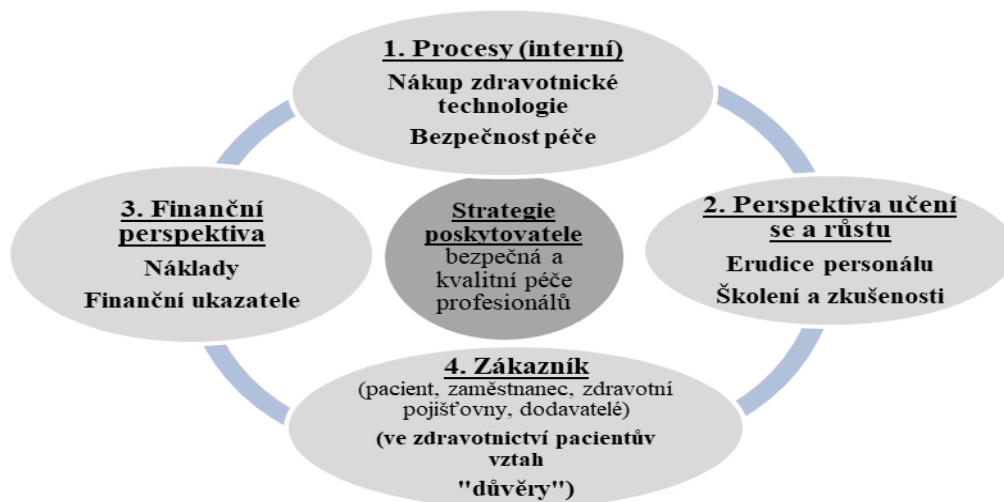 1. Procesy (interní)
Nákup zdravotnické
technologie
Bezpečnost péče
2. Perspektiva učení
se a růstu
Erudice personálu
Školení a zkušenosti
3. Finanční
perspektiva
Náklady
Finanční ukazatele
Strategie
poskytovatele
bezpečná a
kvalitní péče
profesionálů
4. Zákazník
(pacient, zaměstnanec, zdravotní
pojišťovny, dodavatelé)
(ve zdravotnictví pacientův
vztah
"důvěry")